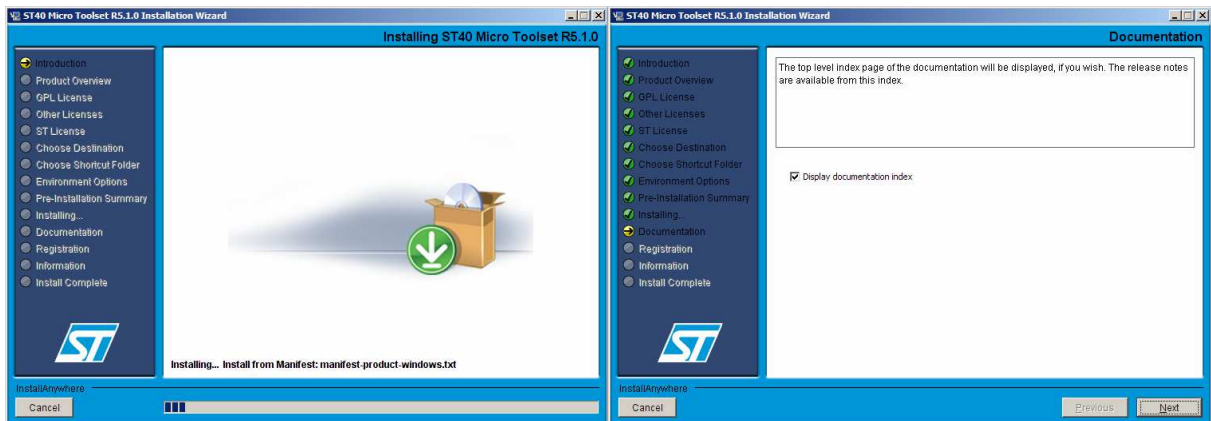 ST40 Micro Toolset R5.1.0 Installation Wizard
Installing ST40 Micro Toolset R5.1.0
Introduction
Product Overview
GPL License
Other Licenses
ST License
Choose Destination
Choose Shortcut Folder
Environment Options
Pre-Installation Summary
Installing...
Documentation
Registration
Information
Install Complete
ST
Installing... Install from Manifest: manifest-product-windows.txt
InstallAnywhere
Cancel
ST40 Micro Toolset R5.1.0 Installation Wizard
Documentation
Introduction
Product Overview
GPL License
Other Licenses
ST License
Choose Destination
Choose Shortcut Folder
Environment Options
Pre-Installation Summary
Installing...
Documentation
Registration
Information
Install Complete
ST
The top level index page of the documentation will be displayed, if you wish. The release notes
are available from this index.
Display documentation index
InstallAnywhere
Cancel
Previous
Next